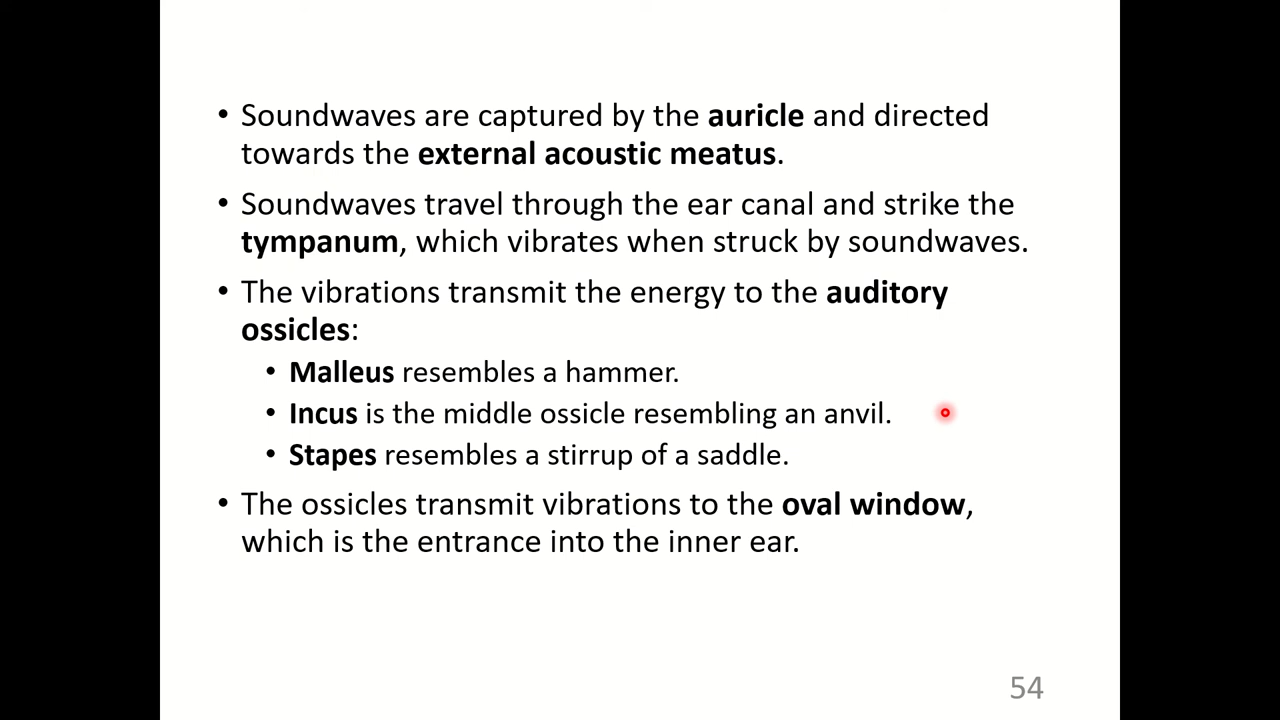 • Soundwaves are captured by the auricle and directed
towards the external acoustic meatus.
• Soundwaves travel through the ear canal and strike the
tympanum, which vibrates when struck by soundwaves.
• The vibrations transmit the energy to the auditory
ossicles:
• Malleus resembles a hammer.
• Incus is the middle ossicle resembling an anvil.
• Stapes resembles a stirrup of a saddle.
• The ossicles transmit vibrations to the oval window,
which is the entrance into the inner ear.
54